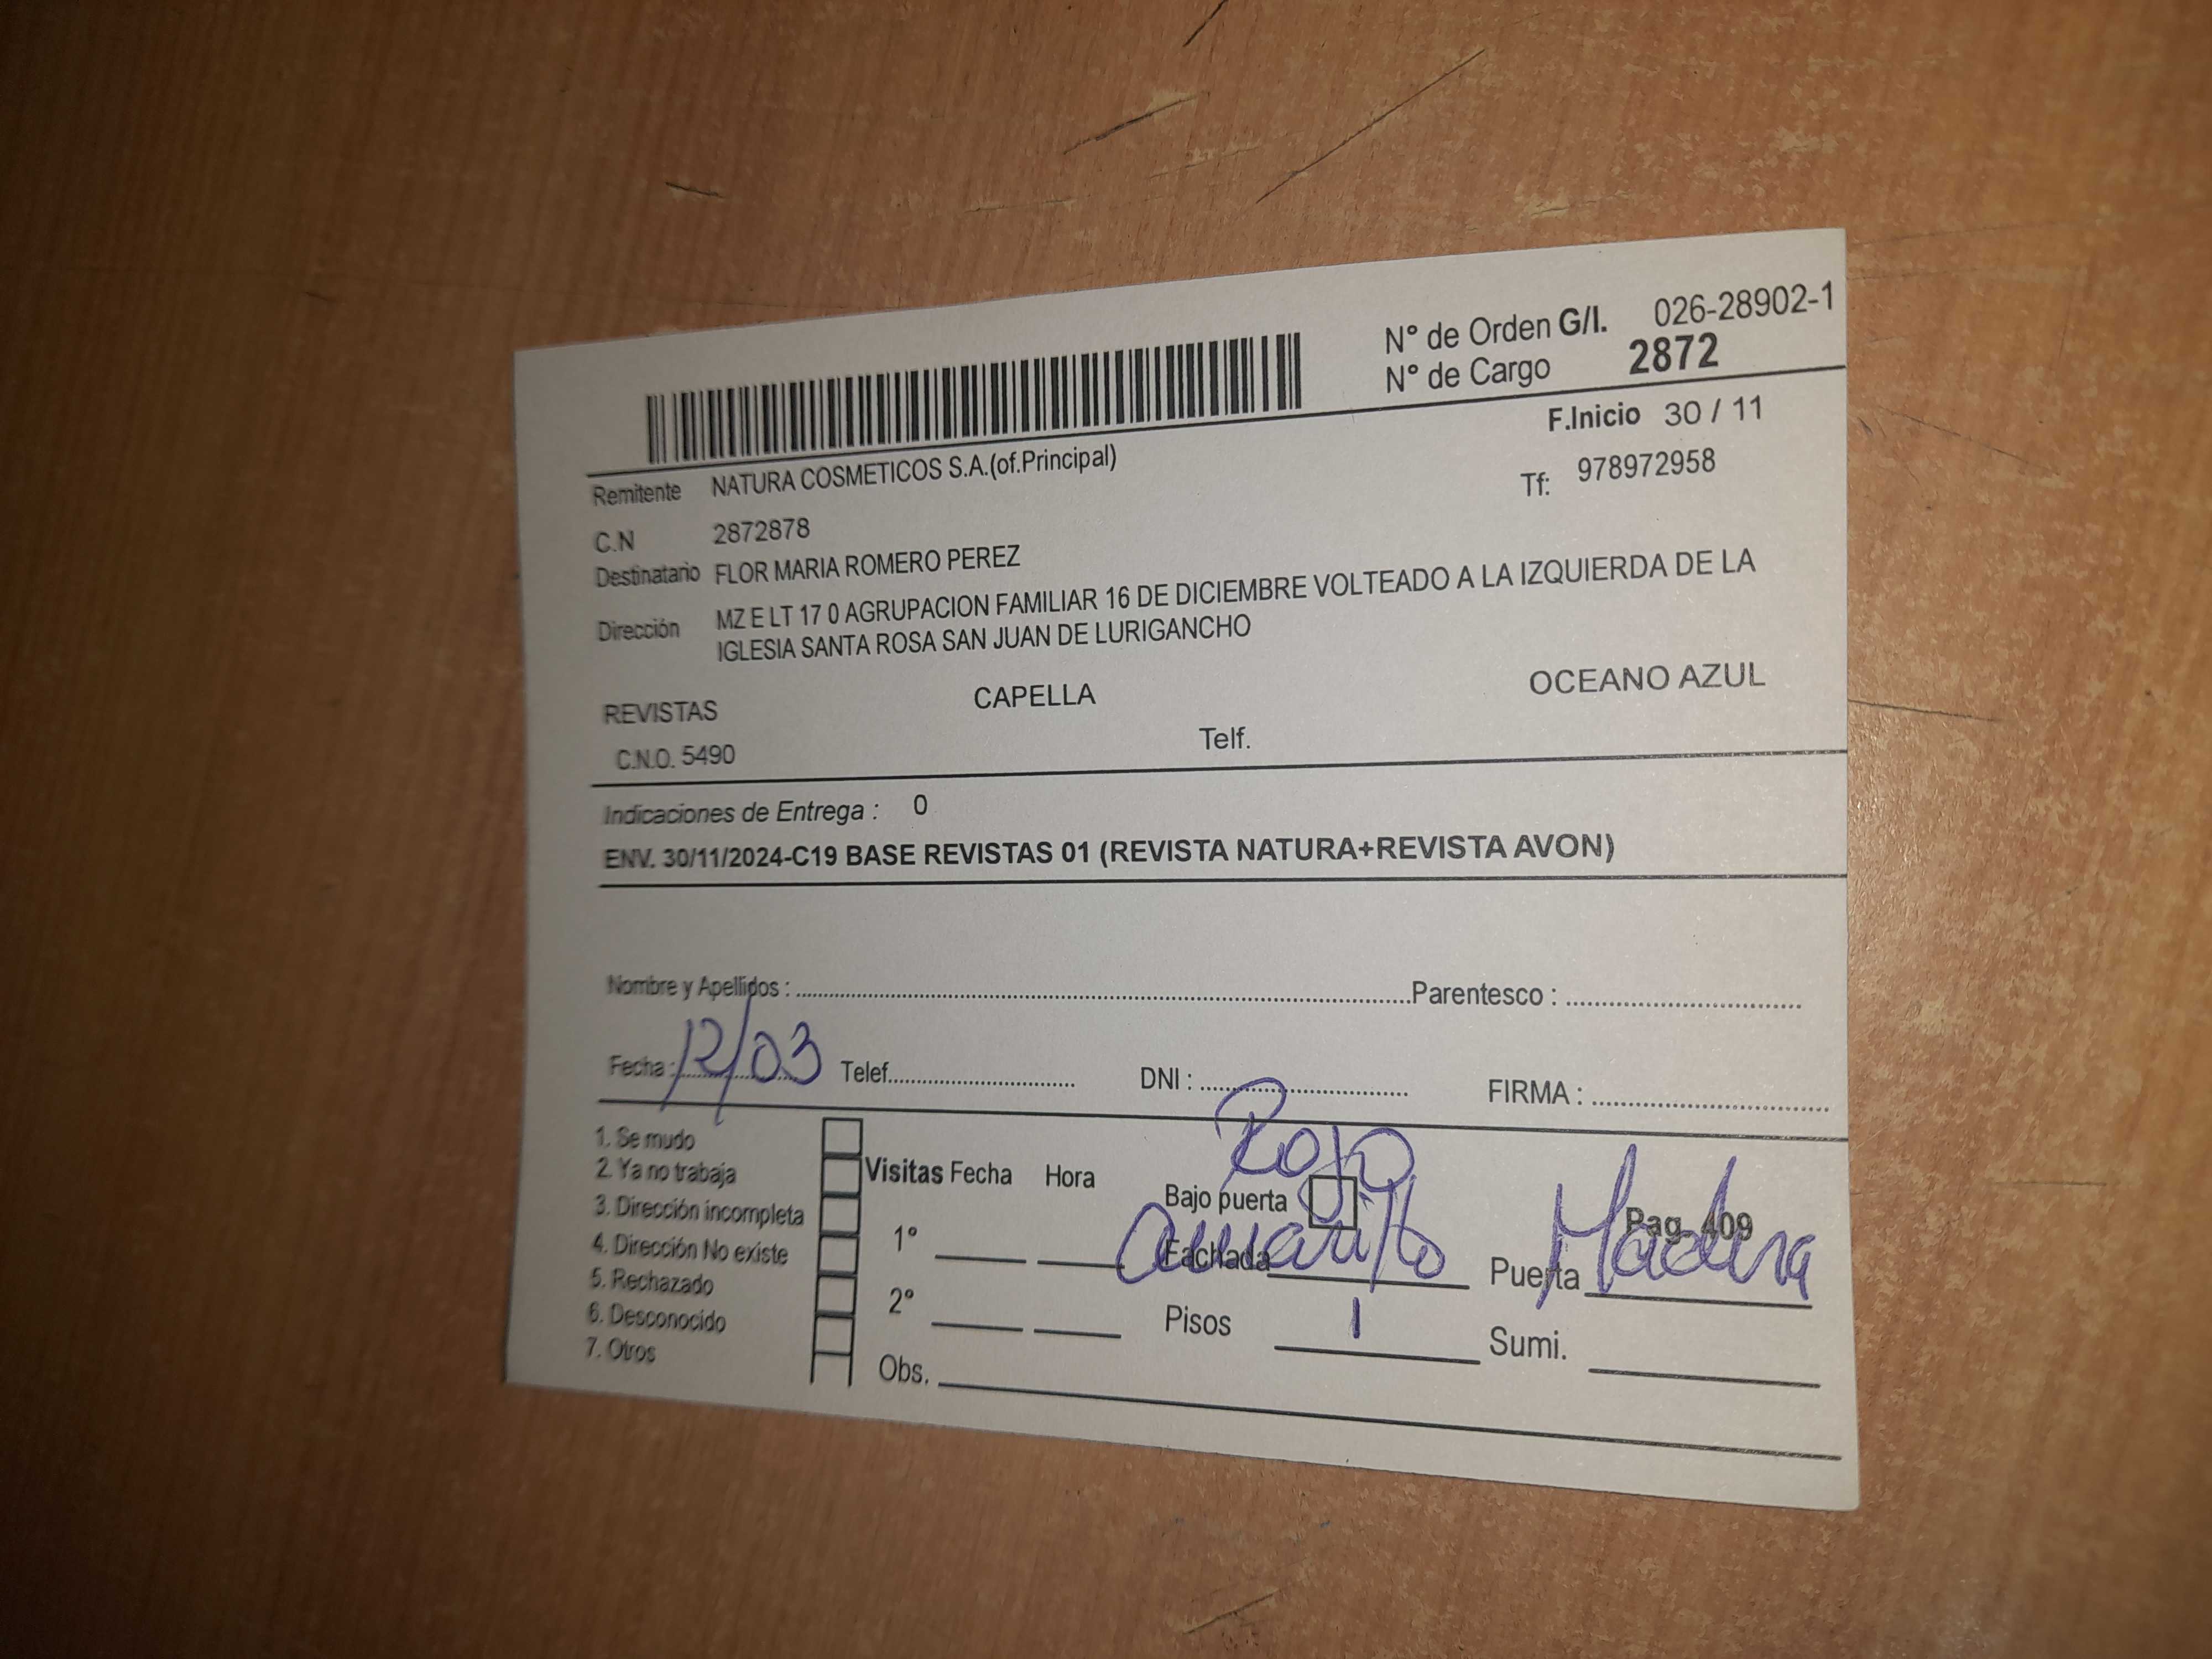 N° de Orden G/I. 026-28902-1
N° de Cargo 2872
F.Inicio 30 / 11
Remitente NATURA COSMETICOS S.A.(of.Principal)
Tf: 978972958
C.N 2872878
Destinatario FLOR MARIA ROMERO PEREZ
Dirección MZ E LT 17 0 AGRUPACION FAMILIAR 16 DE DICIEMBRE VOLTEADO A LA IZQUIERDA DE LA
IGLESIA SANTA ROSA SAN JUAN DE LURIGANCHO
REVISTAS CAPELLA OCEANO AZUL
C.N.O. 5490 Telf.
Indicaciones de Entrega : 0
ENV. 30/11/2024-C19 BASE REVISTAS 01 (REVISTA NATURA+REVISTA AVON)
Nombre y Apellidos : Parentesco :
Fecha : 12/03 Telef. DNI : FIRMA :
1. Se mudo
2. Ya no trabaja
3. Dirección incompleta
4. Dirección No existe
5. Rechazado
6. Desconocido
7. Otros
Visitas Fecha Hora
1°
2°
Obs.
Rojo
Bajo puerta
Pag. 409
Fachada amarillo Puerta Madera
Pisos 1 Sumi.